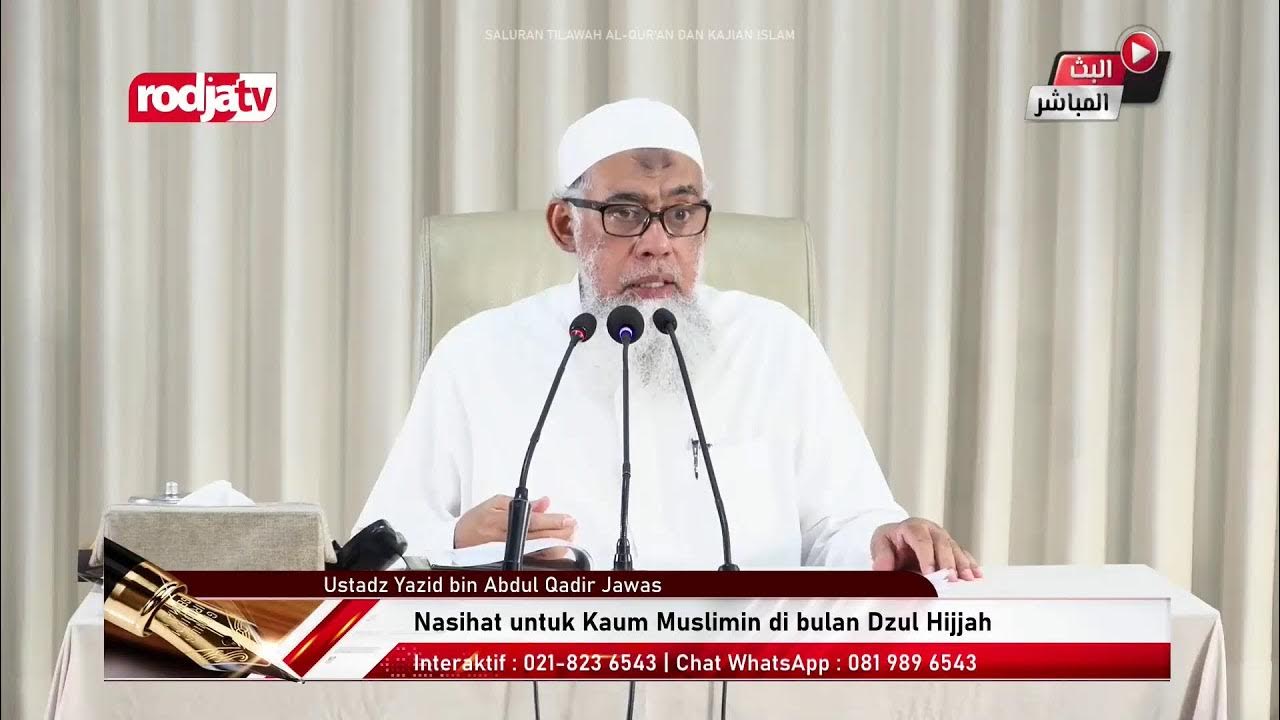 SALURAN TILAWAH AL-QUR'AN DAN KAJIAN ISLAM
rodjatv
البث
المباشر
Ustadz Yazid bin Abdul Qadir Jawas
Nasihat untuk Kaum Muslimin di bulan Dzul Hijjah
Interaktif : 021-823 6543 | Chat WhatsApp : 081 989 6543